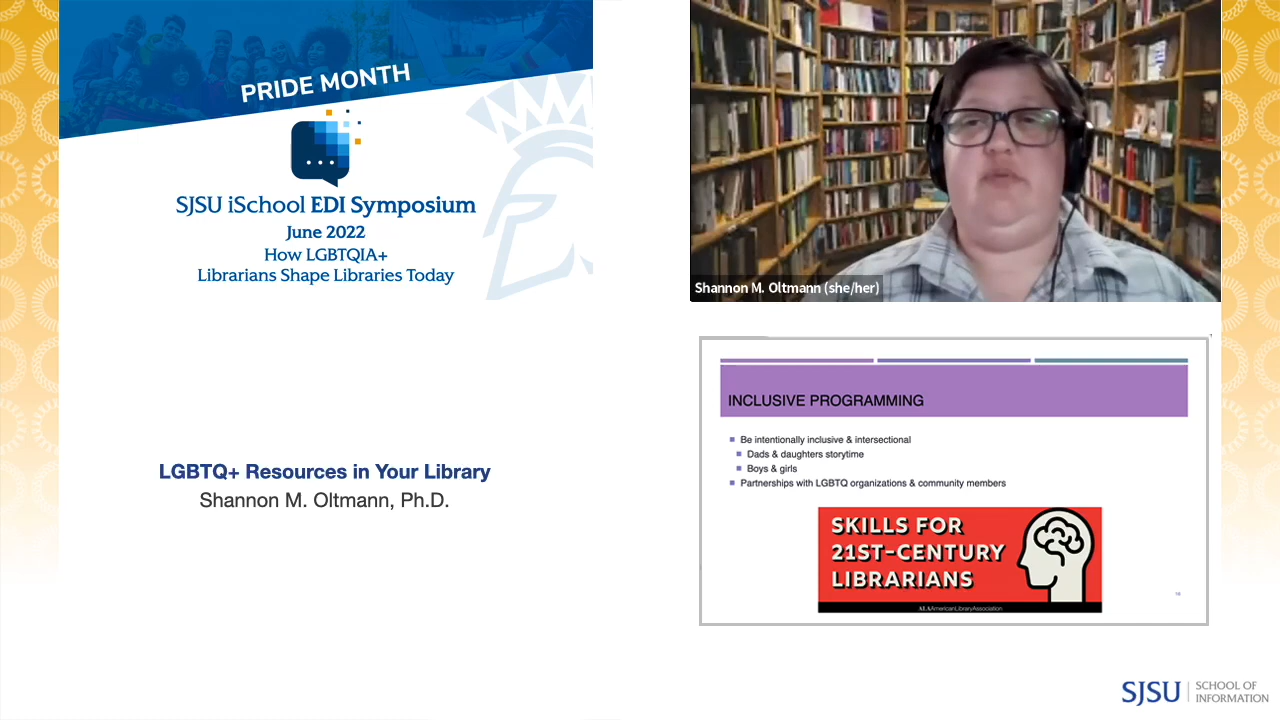 PRIDE MONTH
SJSU iSchool EDI Symposium
June 2022
How LGBTQIA+
Librarians Shape Libraries Today
LGBTQ+ Resources in Your Library
Shannon M. Oltmann, Ph.D.
Shannon M. Oltmann (she/her)
INCLUSIVE PROGRAMMING
Be intentionally inclusive & intersectional
Dads & daughters storytime
Boys & girls
Partnerships with LGBTQ organizations & community members
SKILLS FOR
21ST-CENTURY
LIBRARIANS
ALAAmericanLibraryAssociation
SJSU SCHOOL OF
INFORMATION